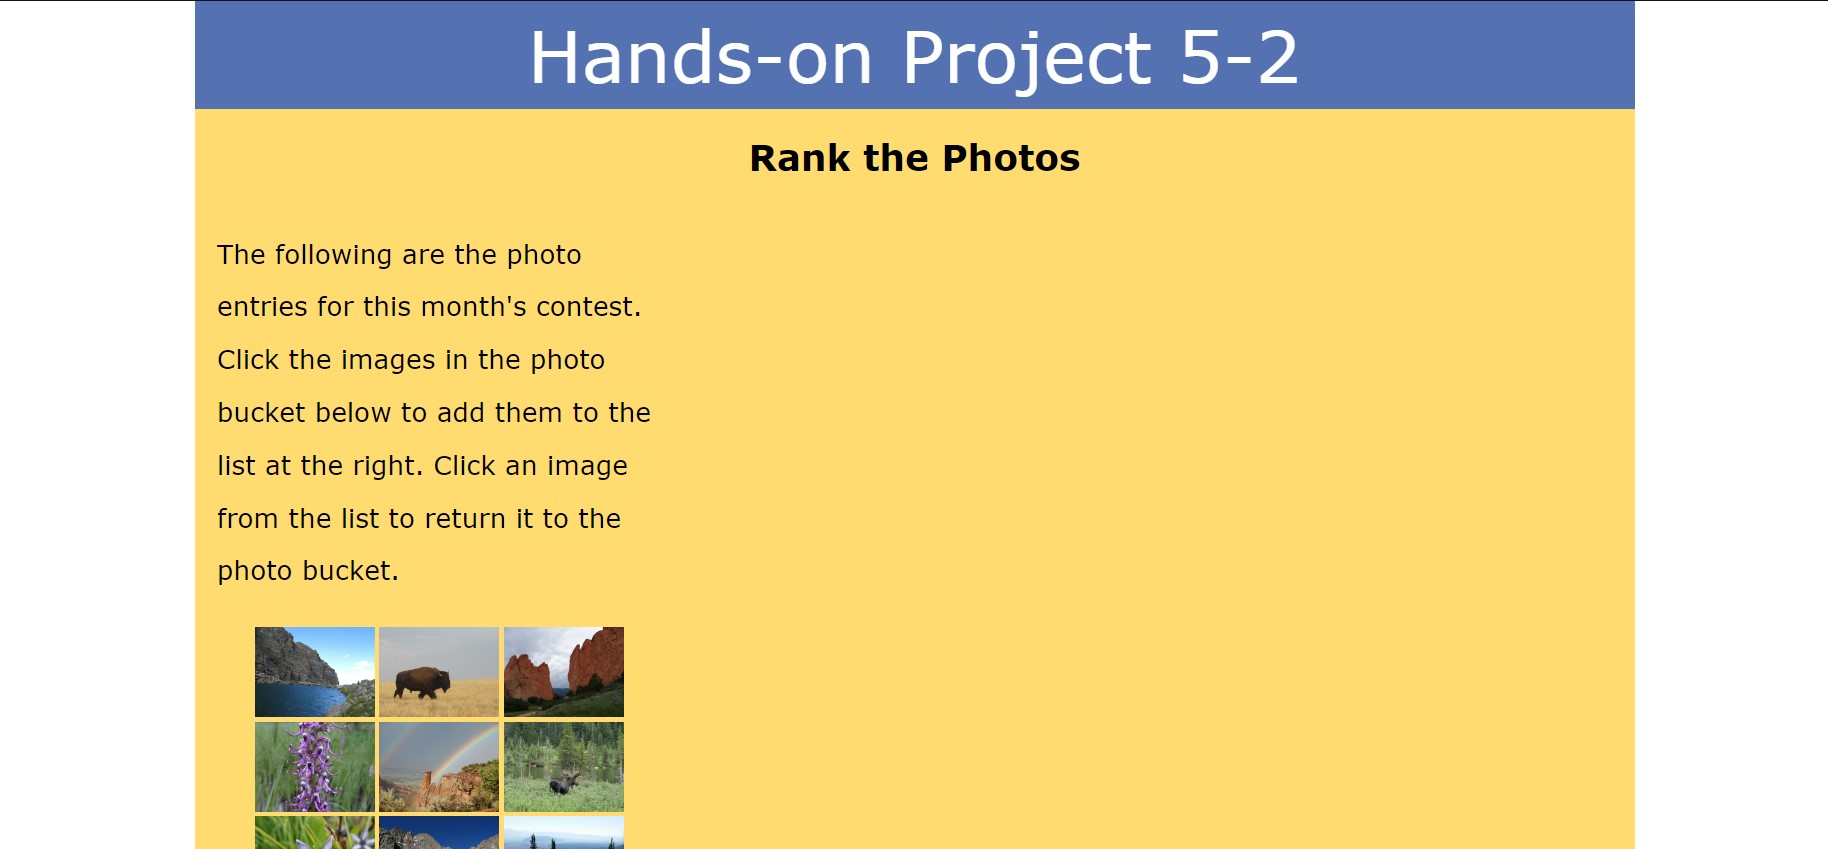 Hands-on Project 5-2
Rank the Photos
The following are the photo
entries for this month's contest.
Click the images in the photo
bucket below to add them to the
list at the right. Click an image
from the list to return it to the
photo bucket.